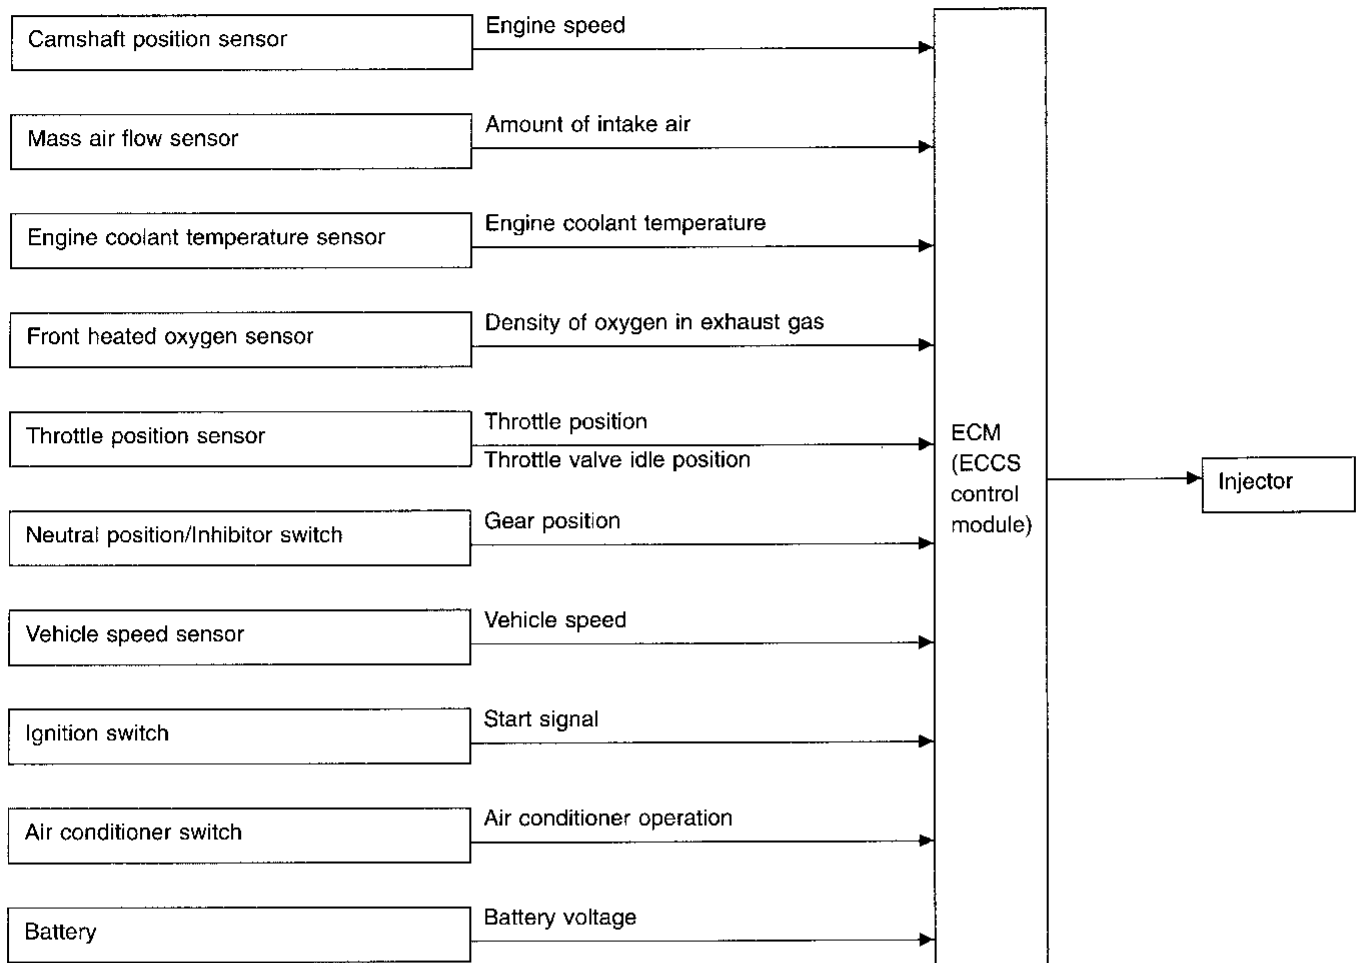 Camshaft position sensor
Engine speed
Mass air flow sensor
Amount of intake air
Engine coolant temperature sensor
Engine coolant temperature
Front heated oxygen sensor
Density of oxygen in exhaust gas
Throttle position sensor
Throttle position
Throttle valve idle position
Neutral position/Inhibitor switch
Gear position
Vehicle speed sensor
Vehicle speed
Ignition switch
Start signal
Air conditioner switch
Air conditioner operation
Battery
Battery voltage
ECM
(ECCS
control
module)
Injector